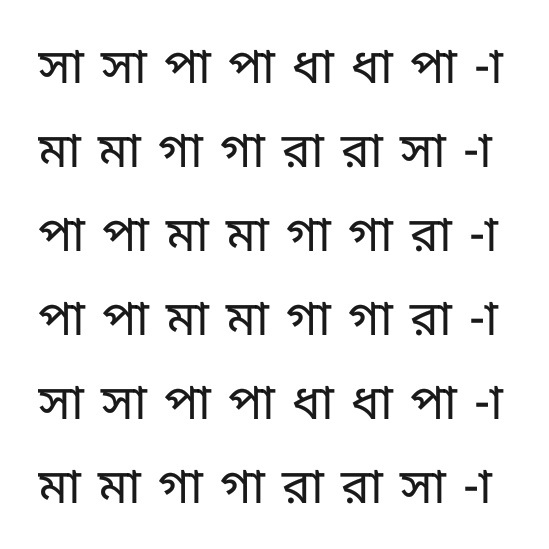 সা সা পা পা ধা ধা পা -া
মা মা গা গা রা রা সা -া
পা পা মা মা গা গা রা -া
পা পা মা মা গা গা রা -া
সা সা পা পা ধা ধা পা -া
মা মা গা গা রা রা সা -া